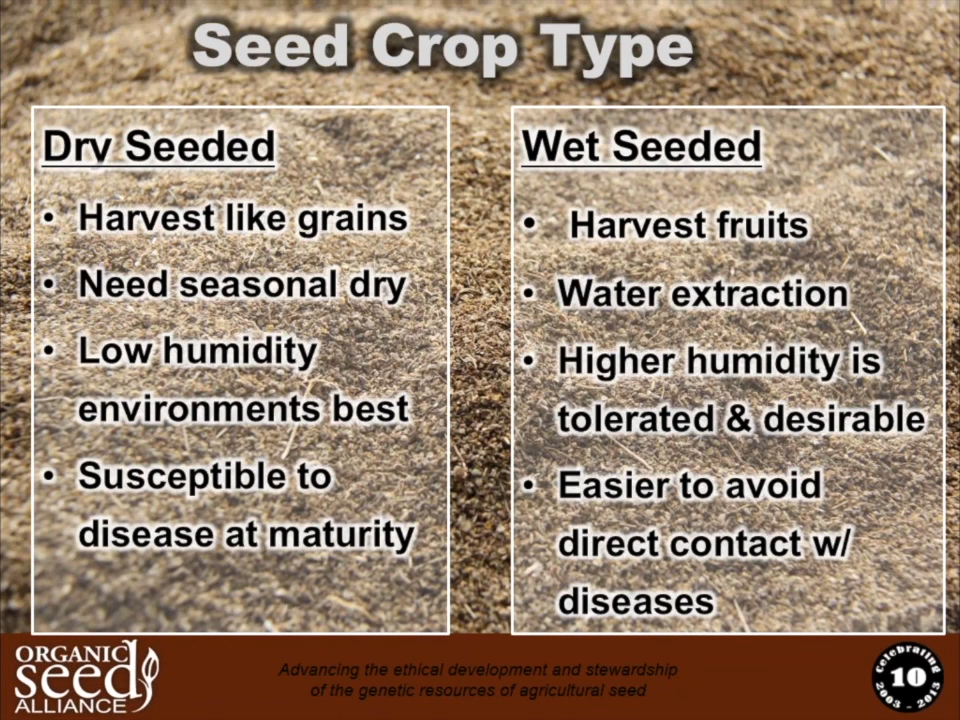 Seed Crop Type
Dry Seeded
• Harvest like grains
• Need seasonal dry
• Low humidity
environments best
• Susceptible to
disease at maturity
Wet Seeded
• Harvest fruits
• Water extraction
• Higher humidity is
tolerated & desirable
• Easier to avoid
direct contact w/
diseases
ORGANIC
seed
ALLIANCE
Advancing the ethical development and stewardship
of the genetic resources of agricultural seed
Celebrating
10
2003 - 2013